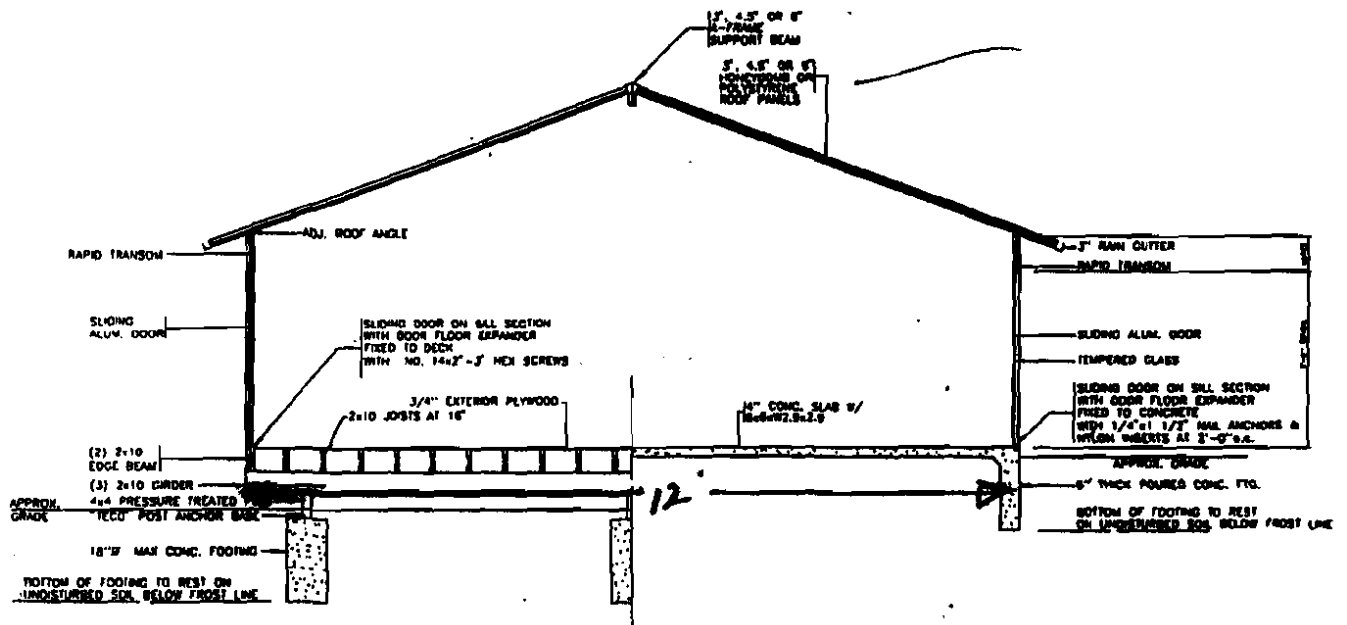 3", 4.5" OR 6"
A-FRAME
SUPPORT BEAM
3", 4.5" OR 6"
HONEYCOMB OR
POLYSTYRENE
ROOF PANELS
ADJ. ROOF ANGLE
RAPID TRANSOM
3" RAIN GUTTER
RAPID TRANSOM
SLIDING
ALUM. DOOR
SLIDING DOOR ON SILL SECTION
WITH DOOR FLOOR EXPANDER
FIXED TO DECK
WITH NO. 14x2"-3" HEX SCREWS
SLIDING ALUM. DOOR
TEMPERED GLASS
3/4" EXTERIOR PLYWOOD
2x10 JOISTS AT 16"
4" CONC. SLAB W/
SLIDING DOOR ON SILL SECTION
WITH DOOR FLOOR EXPANDER
FIXED TO CONCRETE
WITH 1/4"x1 1/2" NAIL ANCHORS &
NYLON INSERTS AT 2'-0" o.c.
(2) 2x10
EDGE BEAM
APPROX. GRADE
(3) 2x10 GIRDER
12'
THICK POURED CONC. FTG.
APPROX.
GRADE
4x4 PRESSURE TREATED
"TECO" POST ANCHOR BASE
BOTTOM OF FOOTING TO REST
ON UNDISTURBED SOIL BELOW FROST LINE
MAX CONC. FOOTING
BOTTOM OF FOOTING TO REST ON
UNDISTURBED SOIL BELOW FROST LINE